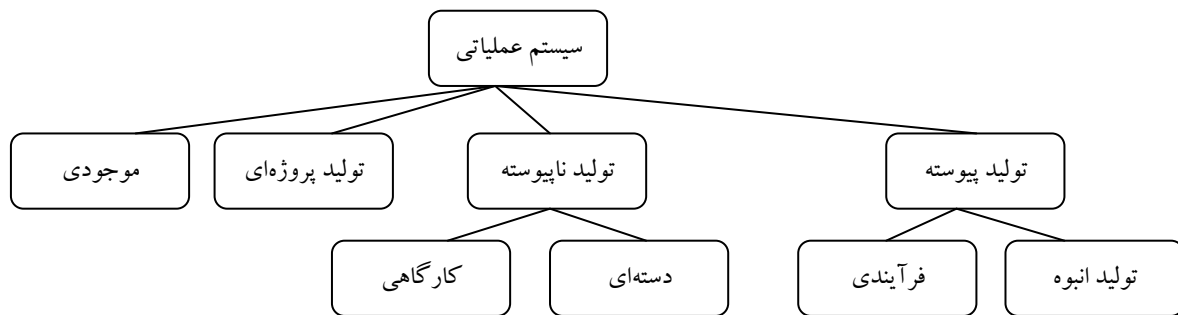 سیستم عملیاتی
تولید پیوسته
تولید ناپیوسته
تولید پروژه‌ای
موجودی
تولید انبوه
فرآیندی
دسته‌ای
کارگاهی